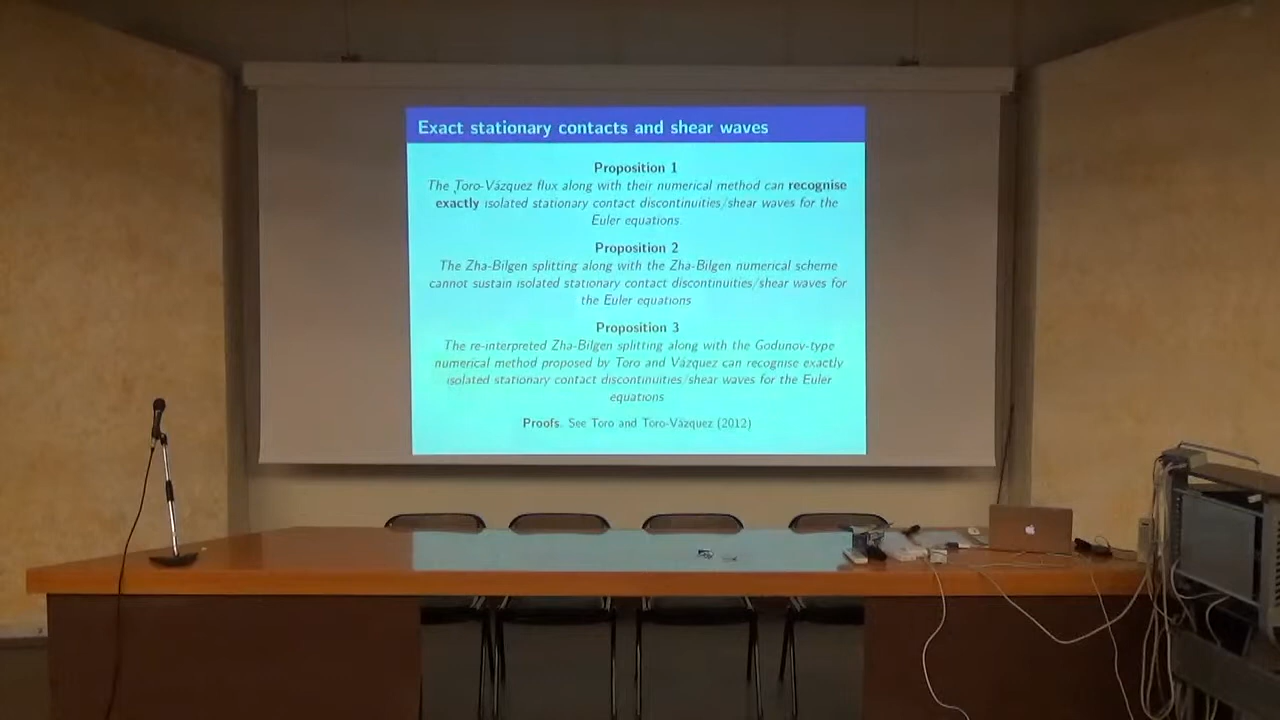 Exact stationary contacts and shear waves
Proposition 1
The Toro-Vázquez flux along with their numerical method can recognise
exactly isolated stationary contact discontinuities/shear waves for the
Euler equations.
Proposition 2
The Zha-Bilgen splitting along with the Zha-Bilgen numerical scheme
cannot sustain isolated stationary contact discontinuities/shear waves for
the Euler equations
Proposition 3
The re-interpreted Zha-Bilgen splitting along with the Godunov-type
numerical method proposed by Toro and Vázquez can recognise exactly
isolated stationary contact discontinuities/shear waves for the Euler
equations
Proofs. See Toro and Toro-Vázquez (2012)